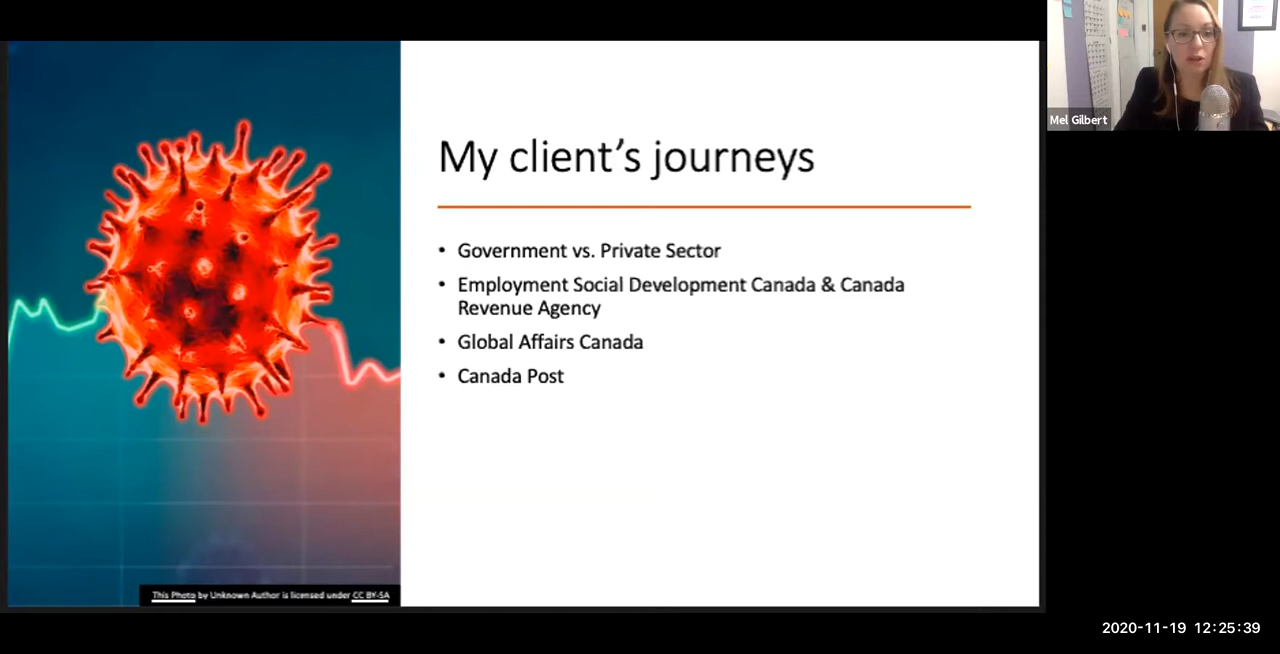 My client's journeys
• Government vs. Private Sector
• Employment Social Development Canada & Canada
Revenue Agency
• Global Affairs Canada
• Canada Post
This Photo by Unknown Author is licensed under CC BY-SA
Mel Gilbert
2020-11-19 12:25:39